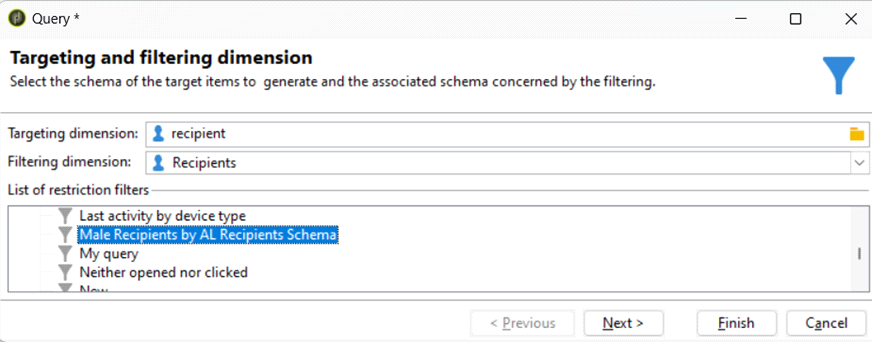 Query *
Targeting and filtering dimension
Select the schema of the target items to  generate and the associated schema concerned by the filtering.
Targeting dimension: recipient
Filtering dimension: Recipients
List of restriction filters
Last activity by device type
Male Recipients by AL Recipients Schema
My query
Neither opened nor clicked
New
< Previous Next > Finish Cancel